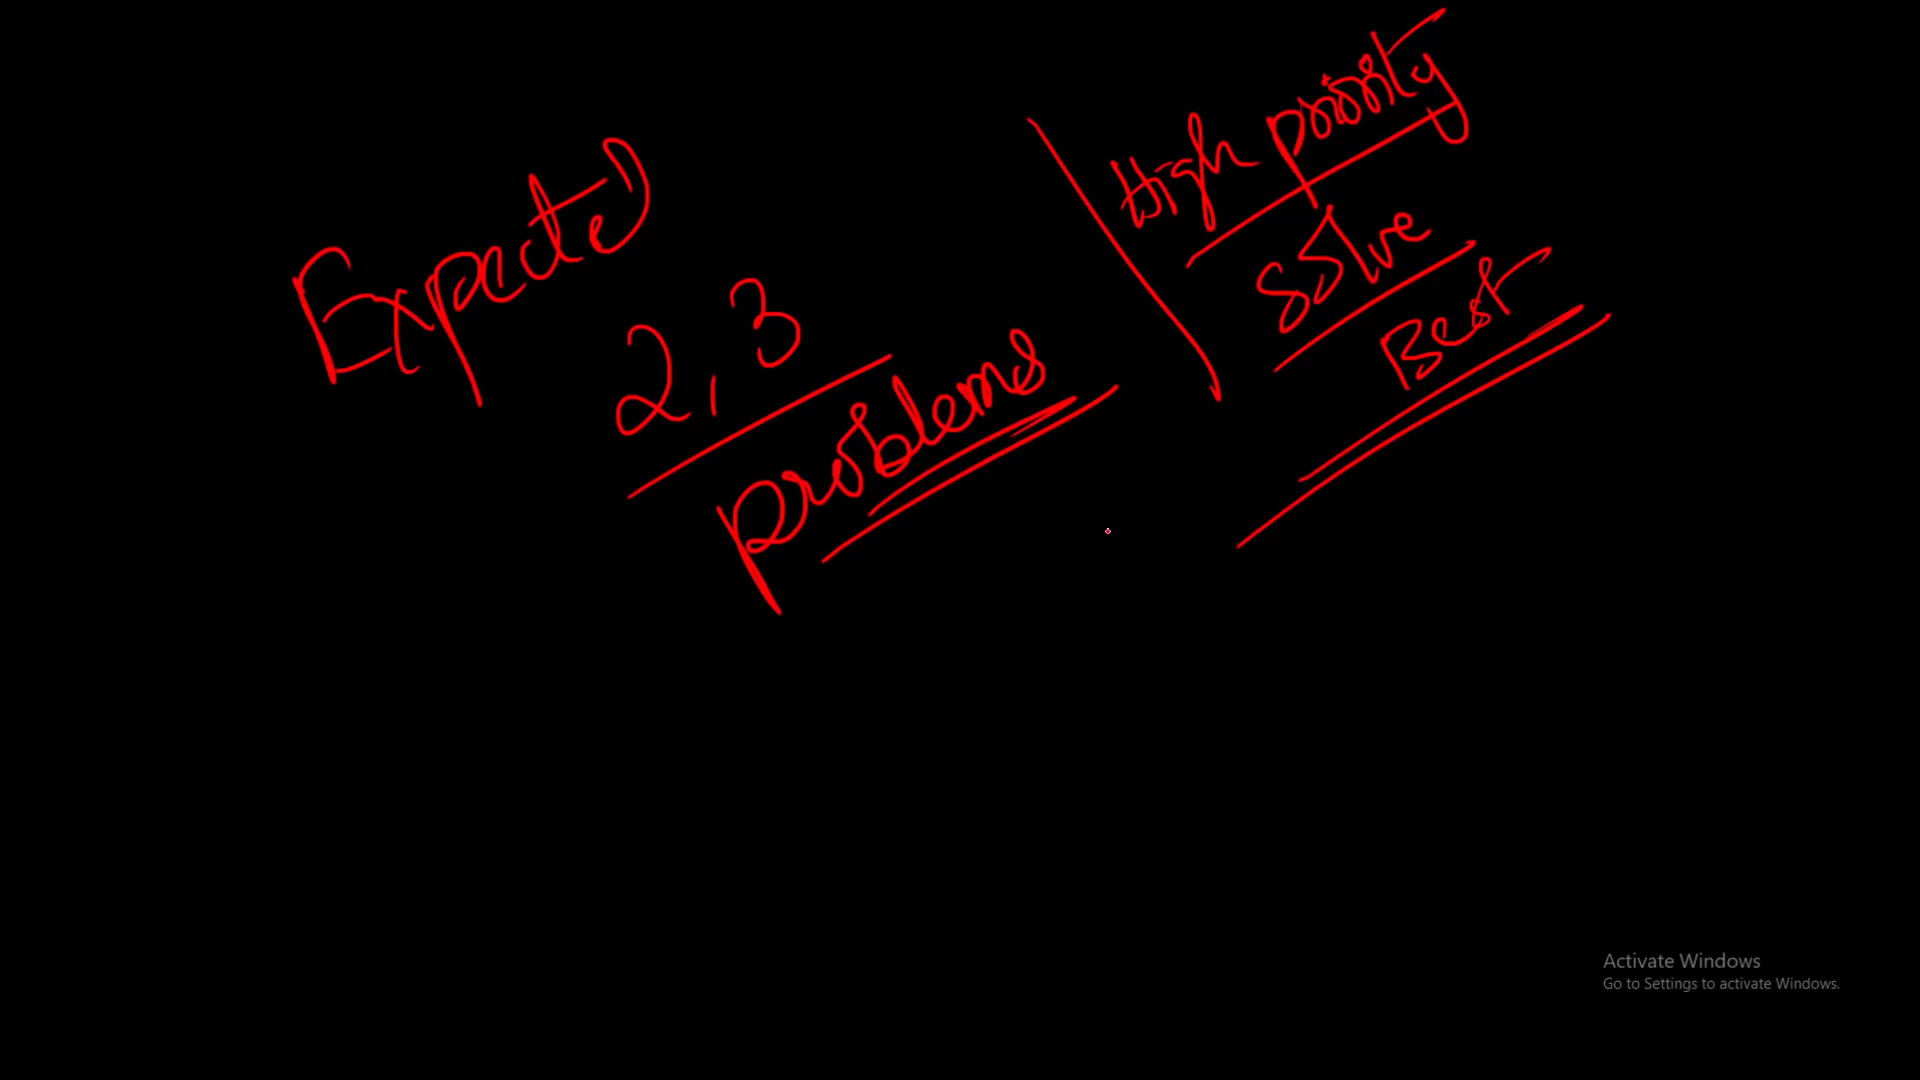 Expected
2, 3
problems
High priority
solve
Best
Activate Windows
Go to Settings to activate Windows.